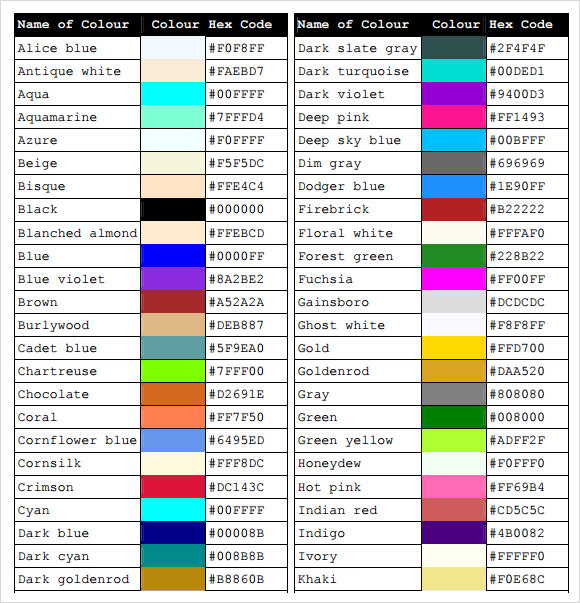 Name of Colour Colour Hex Code
Alice blue #F0F8FF
Antique white #FAEBD7
Aqua #00FFFF
Aquamarine #7FFFD4
Azure #F0FFFF
Beige #F5F5DC
Bisque #FFE4C4
Black #000000
Blanched almond #FFEBCD
Blue #0000FF
Blue violet #8A2BE2
Brown #A52A2A
Burlywood #DEB887
Cadet blue #5F9EA0
Chartreuse #7FFF00
Chocolate #D2691E
Coral #FF7F50
Cornflower blue #6495ED
Cornsilk #FFF8DC
Crimson #DC143C
Cyan #00FFFF
Dark blue #00008B
Dark cyan #008B8B
Dark goldenrod #B8860B
Name of Colour Colour Hex Code
Dark slate gray #2F4F4F
Dark turquoise #00DED1
Dark violet #9400D3
Deep pink #FF1493
Deep sky blue #00BFFF
Dim gray #696969
Dodger blue #1E90FF
Firebrick #B22222
Floral white #FFFAF0
Forest green #228B22
Fuchsia #FF00FF
Gainsboro #DCDCDC
Ghost white #F8F8FF
Gold #FFD700
Goldenrod #DAA520
Gray #808080
Green #008000
Green yellow #ADFF2F
Honeydew #F0FFF0
Hot pink #FF69B4
Indian red #CD5C5C
Indigo #4B0082
Ivory #FFFFF0
Khaki #F0E68C